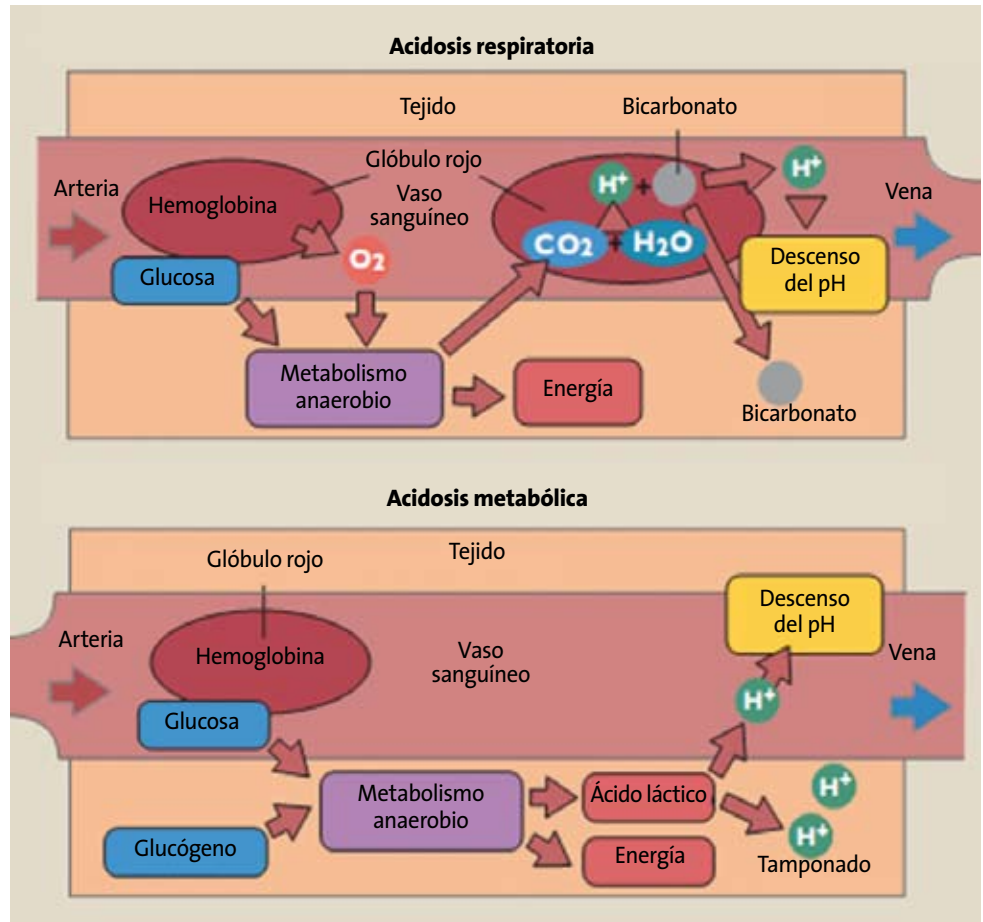 Acidosis respiratoria
Tejido
Bicarbonato
Glóbulo rojo
H+
+
H+
Arteria
Hemoglobina
Vaso
sanguíneo
Vena
O2
CO2
+
H2O
Glucosa
Descenso
del pH
Metabolismo
anaerobio
Energía
Bicarbonato
Acidosis metabólica
Glóbulo rojo
Tejido
Descenso
del pH
Arteria
Hemoglobina
Vaso
sanguíneo
Vena
H+
Glucosa
Metabolismo
anaerobio
Ácido láctico
H+
H+
Glucógeno
Energía
Tamponado